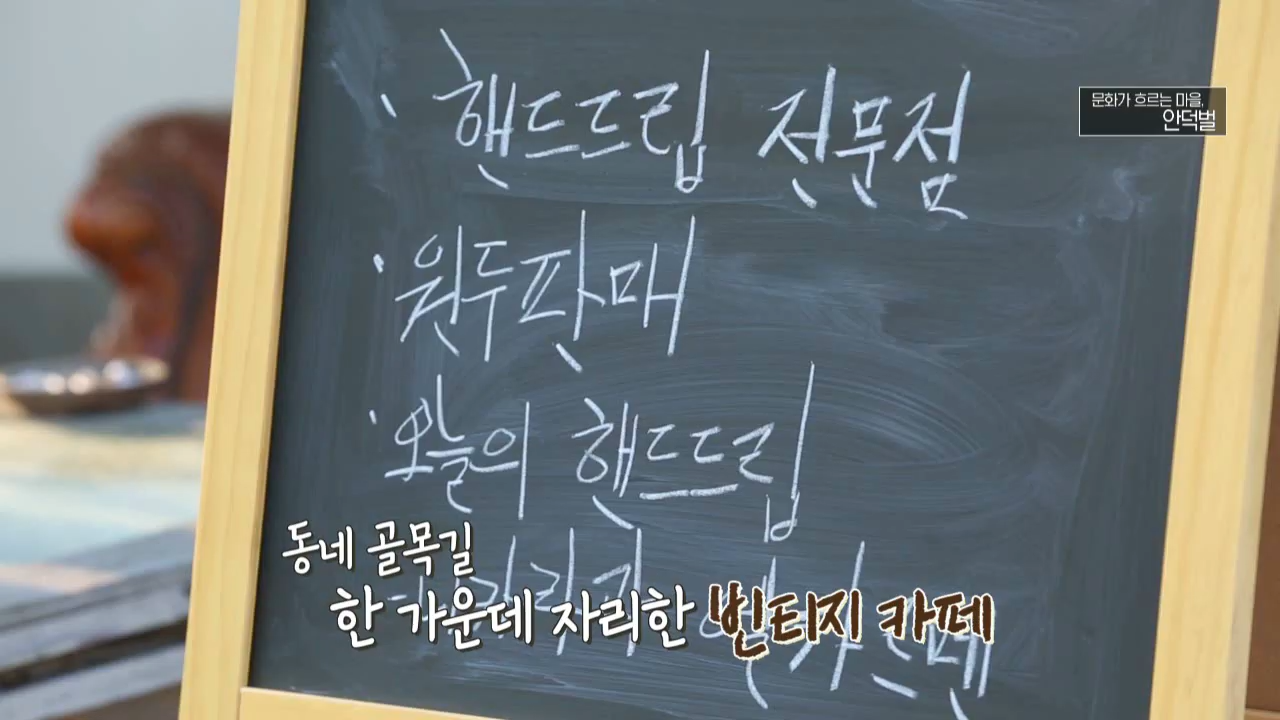 문화가 흐르는 마을,
안덕벌
· 핸드드립 전문점
· 원두판매
· 오늘의 핸드드립
동네 골목길
한 가운데 자리한 빈티지 카페